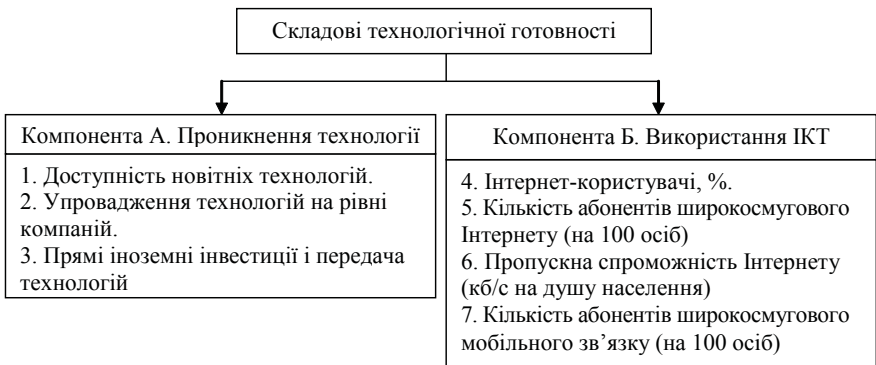 Складові технологічної готовності
Компонента А. Проникнення технології
1. Доступність новітніх технологій.
2. Упровадження технологій на рівні
компаній.
3. Прямі іноземні інвестиції і передача
технологій
Компонента Б. Використання ІКТ
4. Інтернет-користувачі, %.
5. Кількість абонентів широкосмугового
Інтернету (на 100 осіб)
6. Пропускна спроможність Інтернету
(кб/с на душу населення)
7. Кількість абонентів широкосмугового
мобільного зв’язку (на 100 осіб)